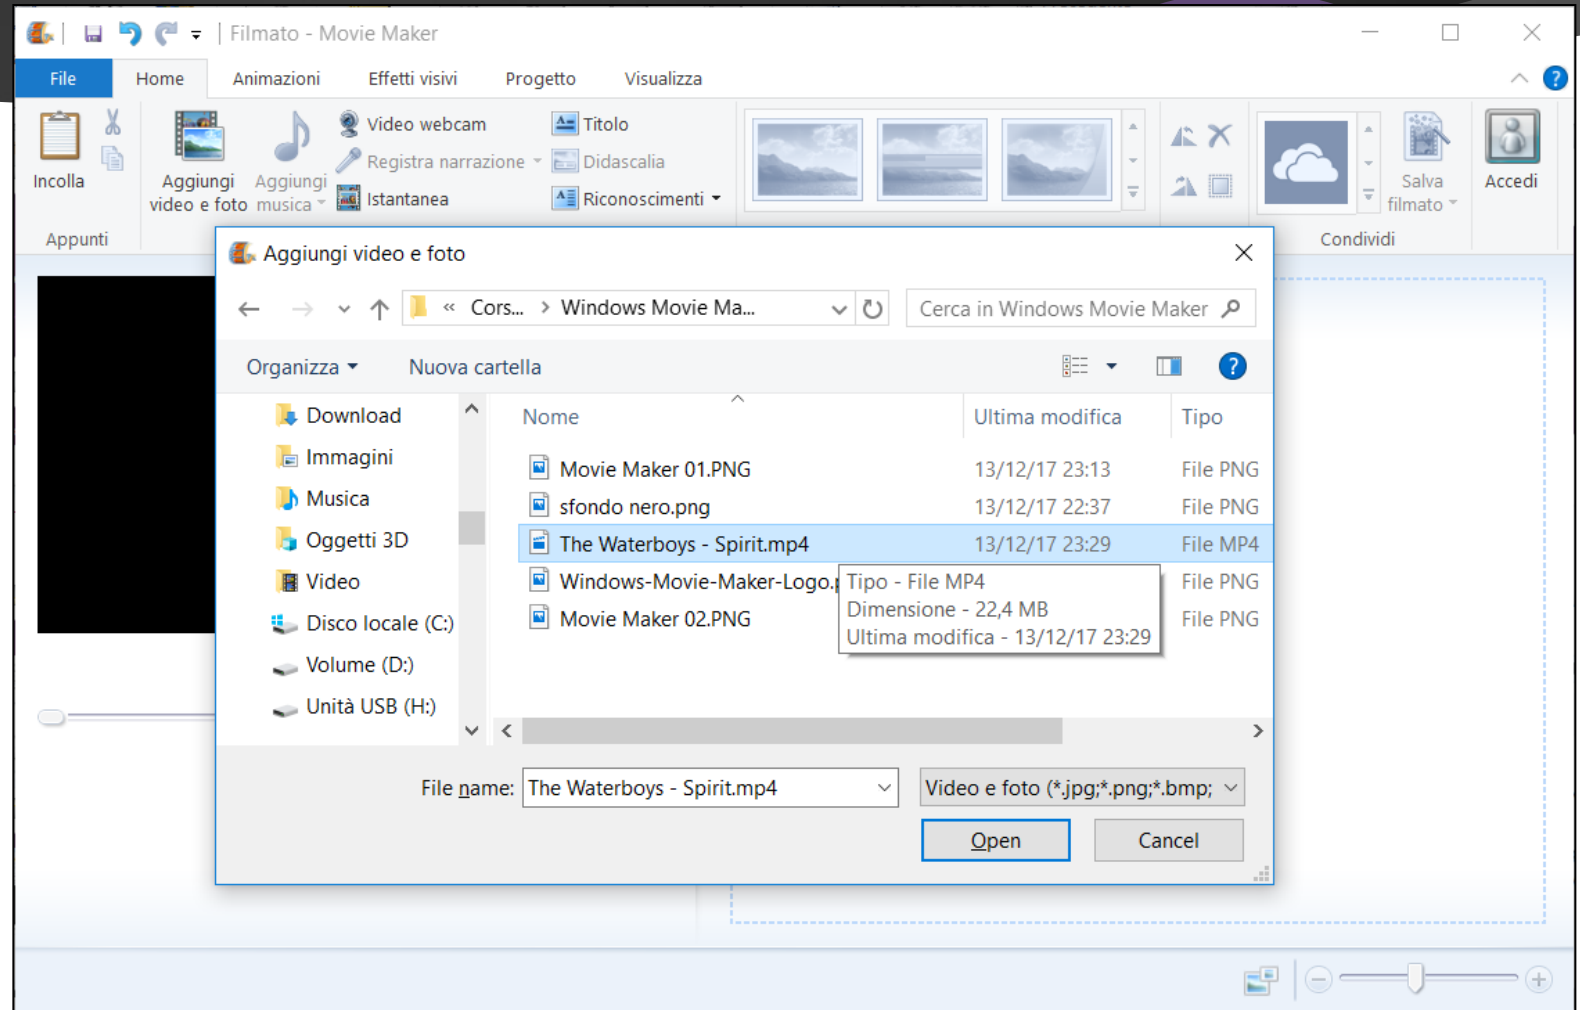 Filmato - Movie Maker
File Home Animazioni Effetti visivi Progetto Visualizza
Incolla
Aggiungi video e foto
Aggiungi musica
Video webcam
Registra narrazione
Istantanea
Titolo
Didascalia
Riconoscimenti
Salva filmato
Accedi
Appunti
Condividi
Aggiungi video e foto
« Cors... > Windows Movie Ma...
Cerca in Windows Movie Maker
Organizza Nuova cartella
Download
Immagini
Musica
Oggetti 3D
Video
Disco locale (C:)
Volume (D:)
Unità USB (H:)
Nome Ultima modifica Tipo
Movie Maker 01.PNG 13/12/17 23:13 File PNG
sfondo nero.png 13/12/17 22:37 File PNG
The Waterboys - Spirit.mp4 13/12/17 23:29 File MP4
Windows-Movie-Maker-Logo. File PNG
Movie Maker 02.PNG File PNG
Tipo - File MP4
Dimensione - 22,4 MB
Ultima modifica - 13/12/17 23:29
File name: The Waterboys - Spirit.mp4
Video e foto (*.jpg;*.png;*.bmp;
Open Cancel